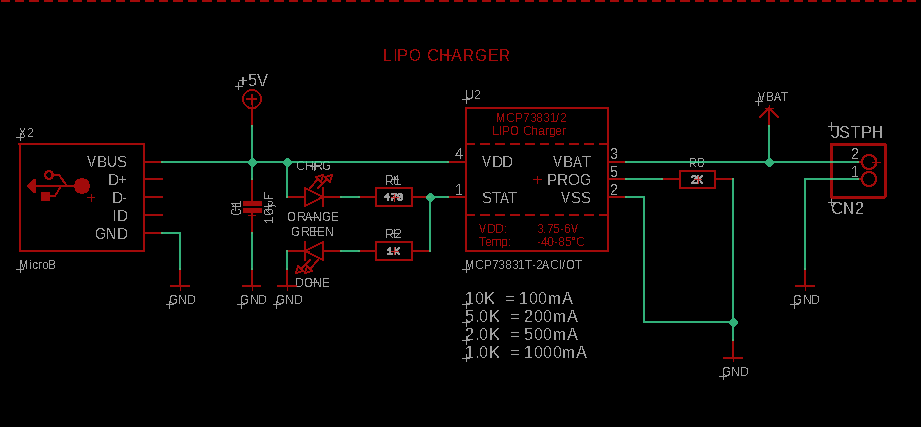 LIPO CHARGER
+5V
U2
VBAT
X2
MCP73831/2
LIPO Charger
JSTPH
VBUS
D+
D-
ID
GND
CHRG
4
VDD
1
STAT
VBAT
3
PROG
5
VSS
2
2K
2
1
CN2
R1
470
10µF
ORANGE
GREEN
R2
1K
DONE
VDD: 3.75-6V
Temp: -40-85°C
MicroB
MCP73831T-2ACI/OT
GND
GND
GND
GND
10K = 100mA
5.0K = 200mA
2.0K = 500mA
1.0K = 1000mA
GND